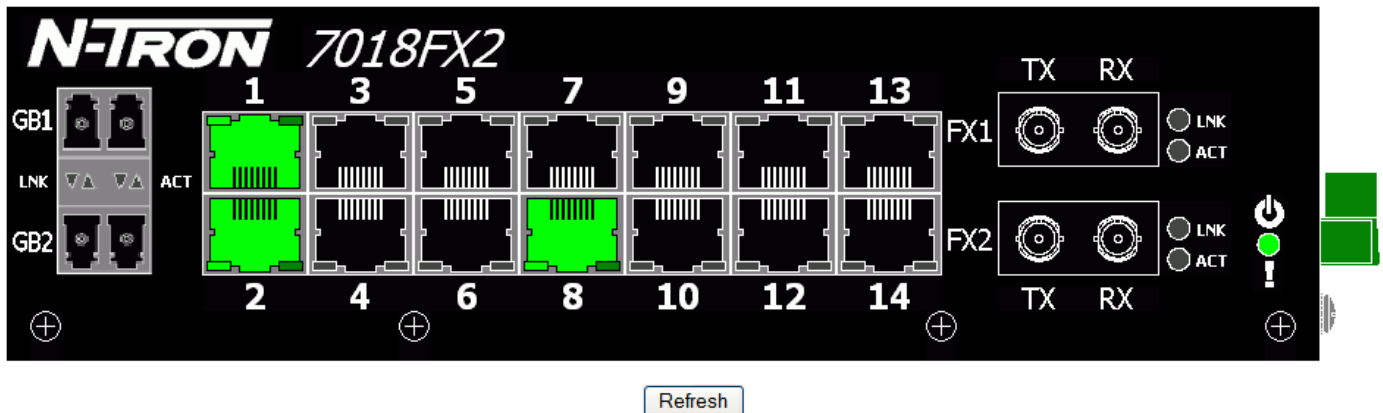 N-TRON 7018FX2
TX RX
1 3 5 7 9 11 13
GB1
FX1
LNK
ACT
LNK ACT
GB2
FX2
LNK
ACT
!
2 4 6 8 10 12 14
TX RX
Refresh